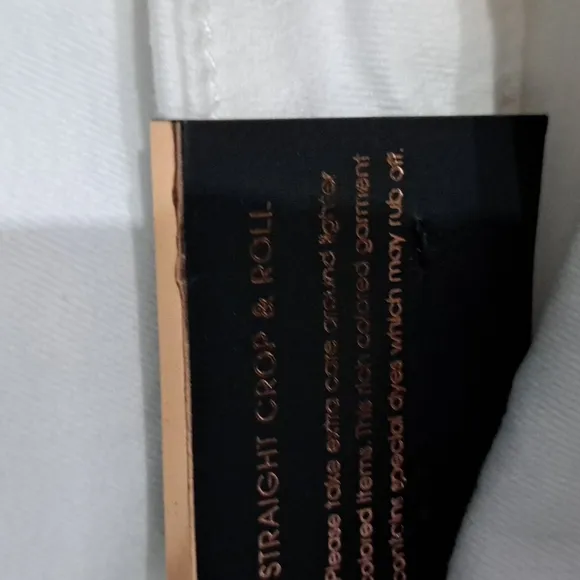 STRAIGHT CROP & ROLL
Please take extra care around lighter
colored items. This rich colored garment
contains special dyes which may rub off.